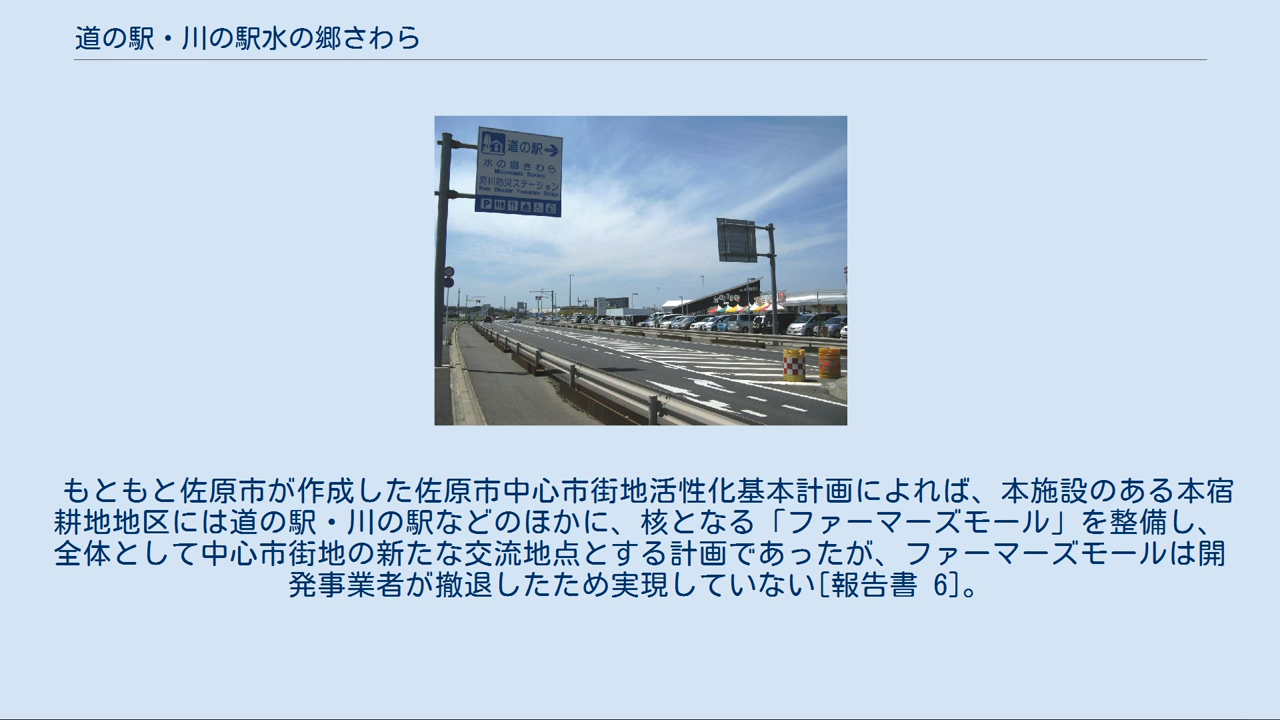 道の駅・川の駅水の郷さわら
道の駅
水の郷さわら
河川防災ステーション
P
もともと佐原市が作成した佐原市中心市街地活性化基本計画によれば、本施設のある本宿
耕地地区には道の駅・川の駅などのほかに、核となる「ファーマーズモール」を整備し、
全体として中心市街地の新たな交流地点とする計画であったが、ファーマーズモールは開
発事業者が撤退したため実現していない[報告書 6]。